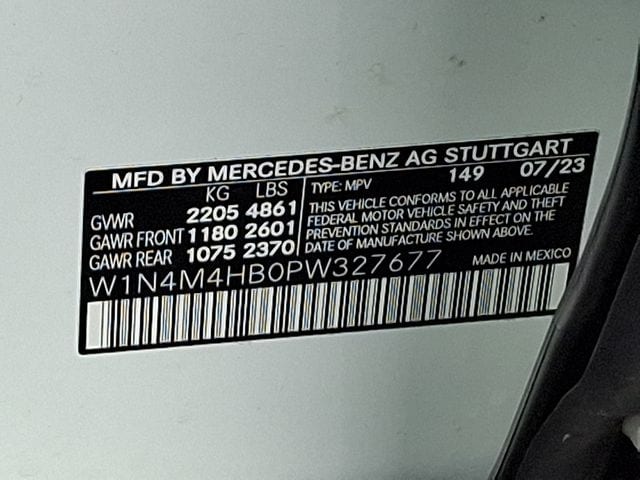 MFD BY MERCEDES-BENZ AG STUTTGART
KG LBS
GVWR 2205 4861
GAWR FRONT 1180 2601
GAWR REAR 1075 2370
149 07/23
TYPE: MPV
THIS VEHICLE CONFORMS TO ALL APPLICABLE
FEDERAL MOTOR VEHICLE SAFETY AND THEFT
PREVENTION STANDARDS IN EFFECT ON THE
DATE OF MANUFACTURE SHOWN ABOVE.
W1N4M4HB0PW327677
MADE IN MEXICO